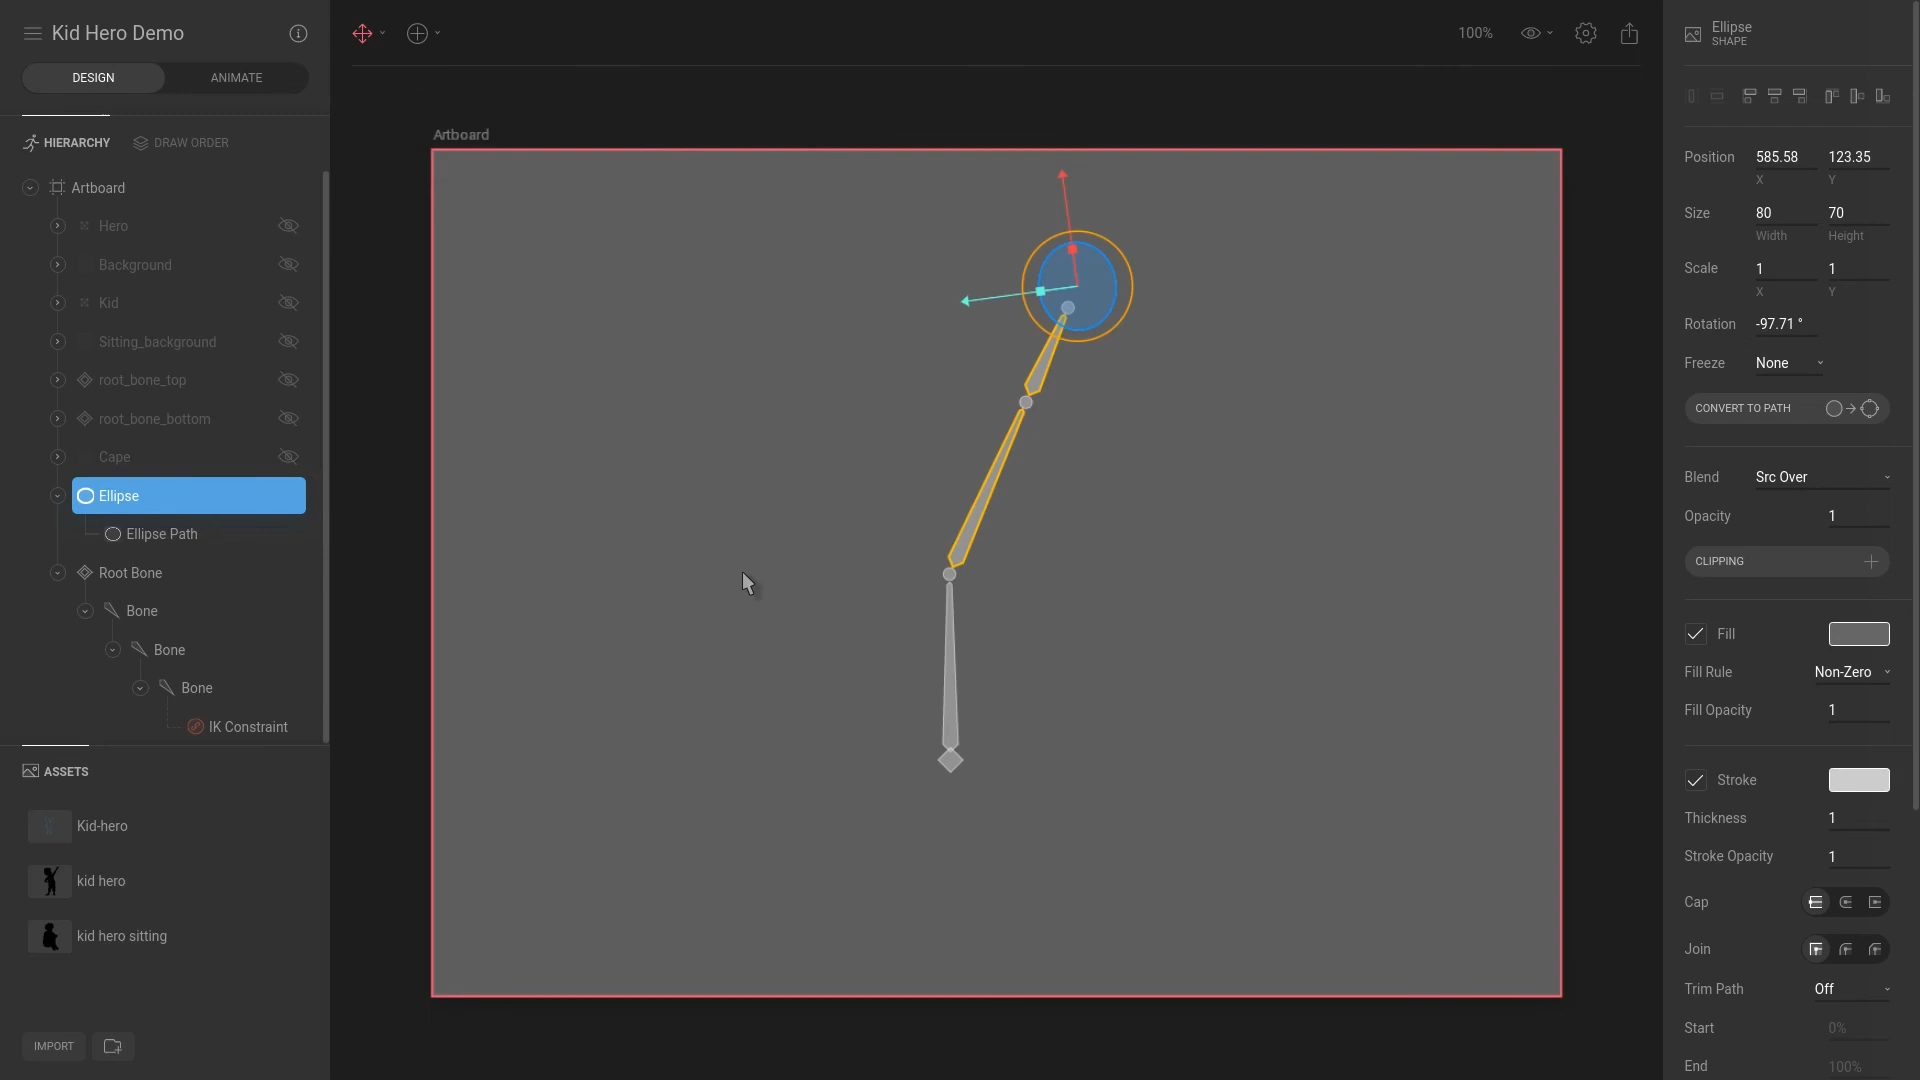 Kid Hero Demo
DESIGN
ANIMATE
HIERARCHY
DRAW ORDER
Artboard
Hero
Background
Kid
Sitting_background
root_bone_top
root_bone_bottom
Cape
Ellipse
Ellipse Path
Root Bone
Bone
Bone
Bone
IK Constraint
ASSETS
Kid-hero
kid hero
kid hero sitting
IMPORT
100%
Artboard
Ellipse
SHAPE
Position 585.58 123.35
X Y
Size 80 70
Width Height
Scale 1 1
X Y
Rotation -97.71 °
Freeze None
CONVERT TO PATH
Blend Src Over
Opacity 1
CLIPPING
Fill
Fill Rule Non-Zero
Fill Opacity 1
Stroke
Thickness 1
Stroke Opacity 1
Cap
Join
Trim Path Off
Start 0%
End 100%